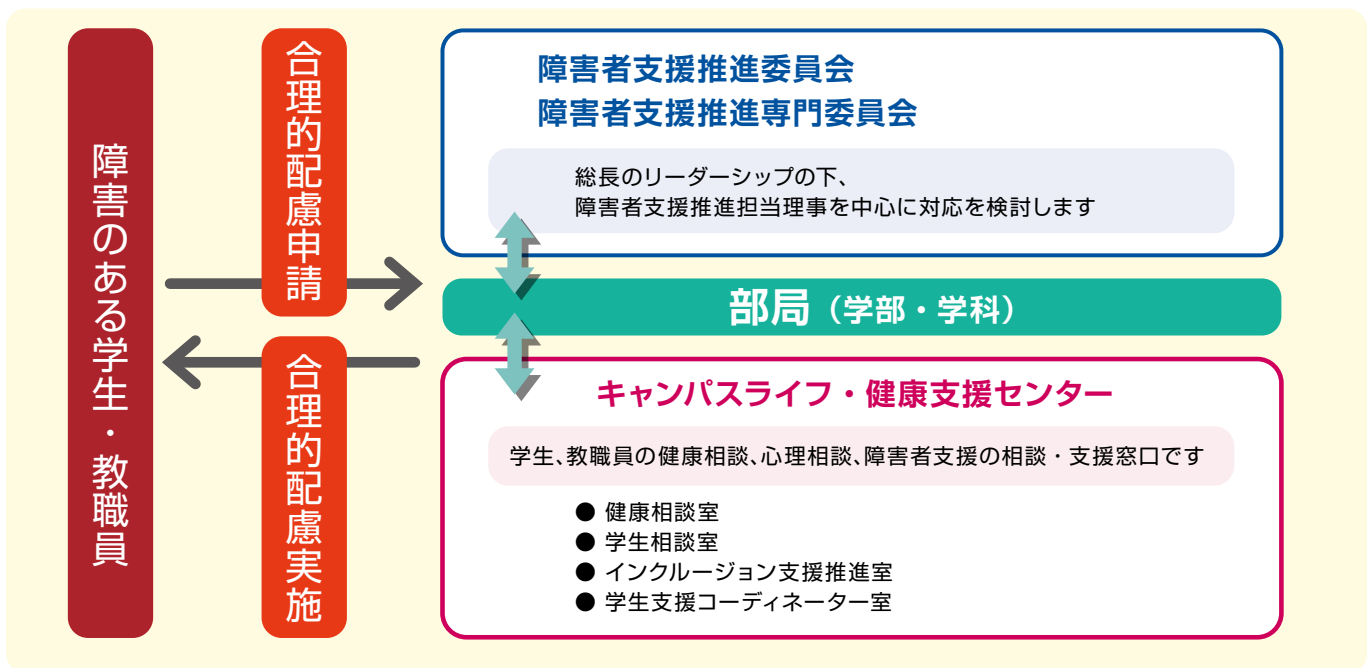 障害のある学生・教職員
合理的配慮申請
合理的配慮実施
障害者支援推進委員会
障害者支援推進専門委員会
総長のリーダーシップの下、
障害者支援推進担当理事を中心に対応を検討します
部局（学部・学科）
キャンパスライフ・健康支援センター
学生、教職員の健康相談、心理相談、障害者支援の相談・支援窓口です
● 健康相談室
● 学生相談室
● インクルージョン支援推進室
● 学生支援コーディネーター室